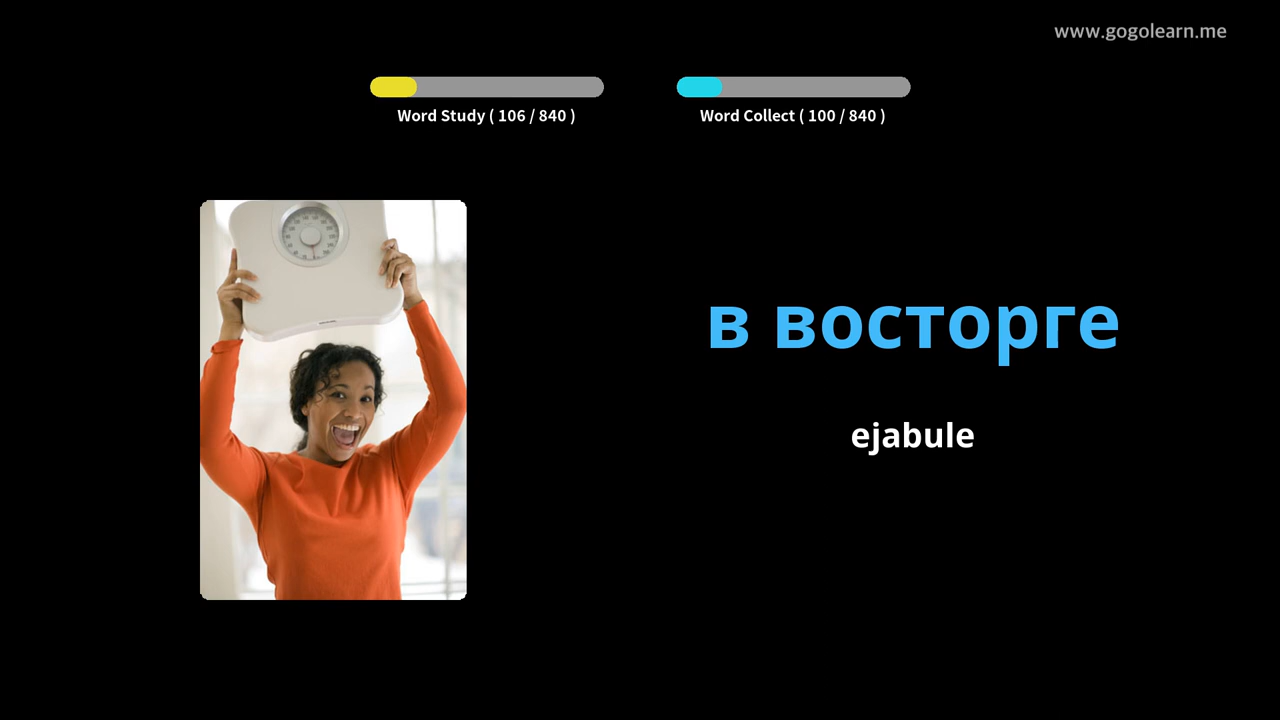 www.gogolearn.me
Word Study ( 106 / 840 )
Word Collect ( 100 / 840 )
в восторге
ejabule